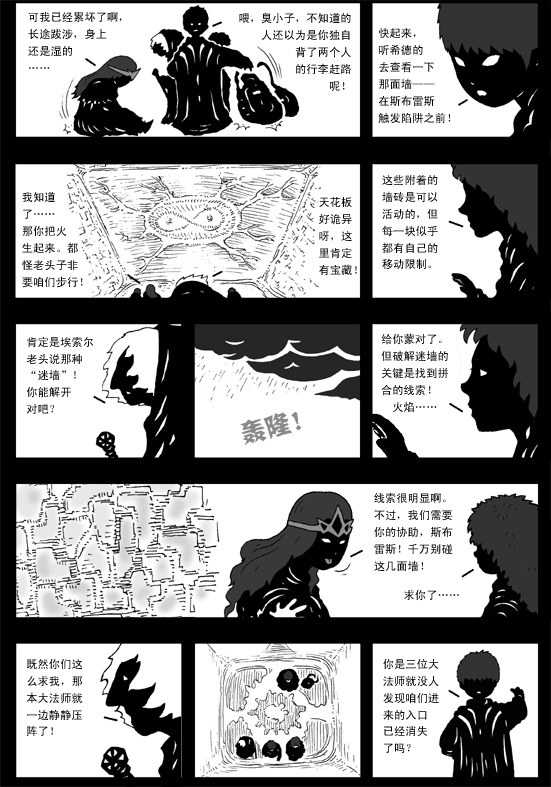 可我已经累坏了啊，
长途跋涉，身上
还是湿的
……
喂，臭小子，不知道的
人还以为是你独自
背了两个人
的行李赶路
呢！
快起来，
听希德的
去查看一下
那面墙——
在斯布雷斯
触发陷阱之前！
我知道
了……
那你把火
生起来。都
怪老头子非
要咱们步行！
天花板
好诡异
呀，这
里肯定
有宝藏！
这些附着的
墙砖是可以
活动的，但
每一块似乎
都有自己的
移动限制。
肯定是埃索尔
老头说那种
“迷墙”！
你能解开
对吧？
轰隆！
给你蒙对了。
但破解迷墙的
关键是找到拼
合的线索！
火焰……
线索很明显啊。
不过，我们需要
你的协助，斯布
雷斯！千万别碰
这几面墙！
求你了……
既然你们这
么求我，那
本大法师就
一边静静压
阵了！
你是三位大
法师就没人
发现咱们进
来的入口
已经消失
了吗？